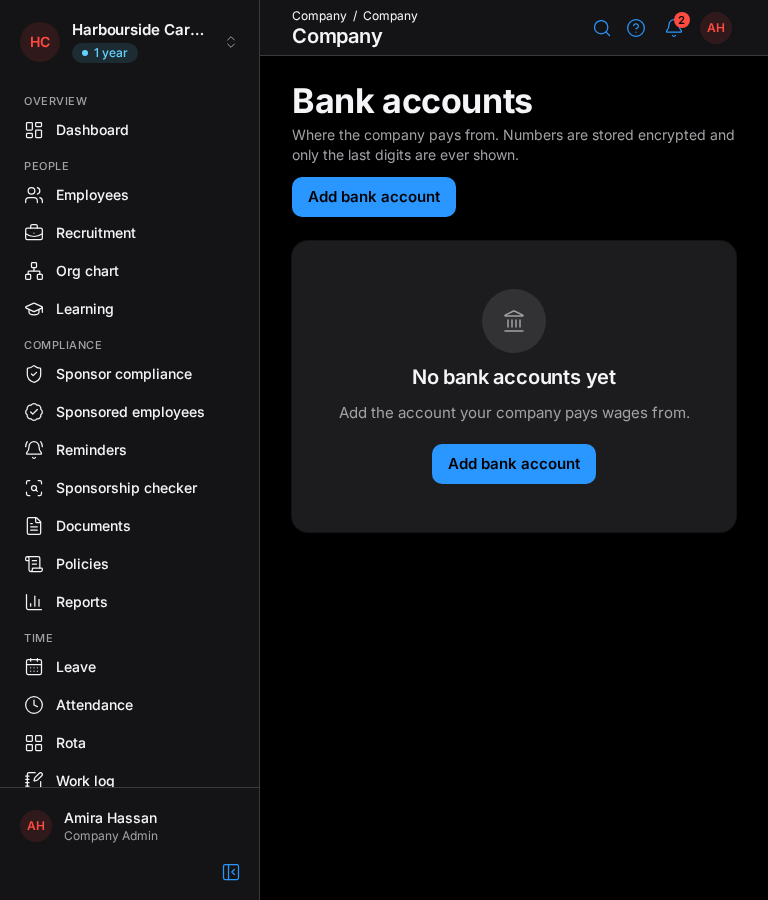 HC
Harbourside Car...
1 year
OVERVIEW
Dashboard
PEOPLE
Employees
Recruitment
Org chart
Learning
COMPLIANCE
Sponsor compliance
Sponsored employees
Reminders
Sponsorship checker
Documents
Policies
Reports
TIME
Leave
Attendance
Rota
Work log
AH
Amira Hassan
Company Admin
Company / Company
Company
2
AH
Bank accounts
Where the company pays from. Numbers are stored encrypted and
only the last digits are ever shown.
Add bank account
No bank accounts yet
Add the account your company pays wages from.
Add bank account